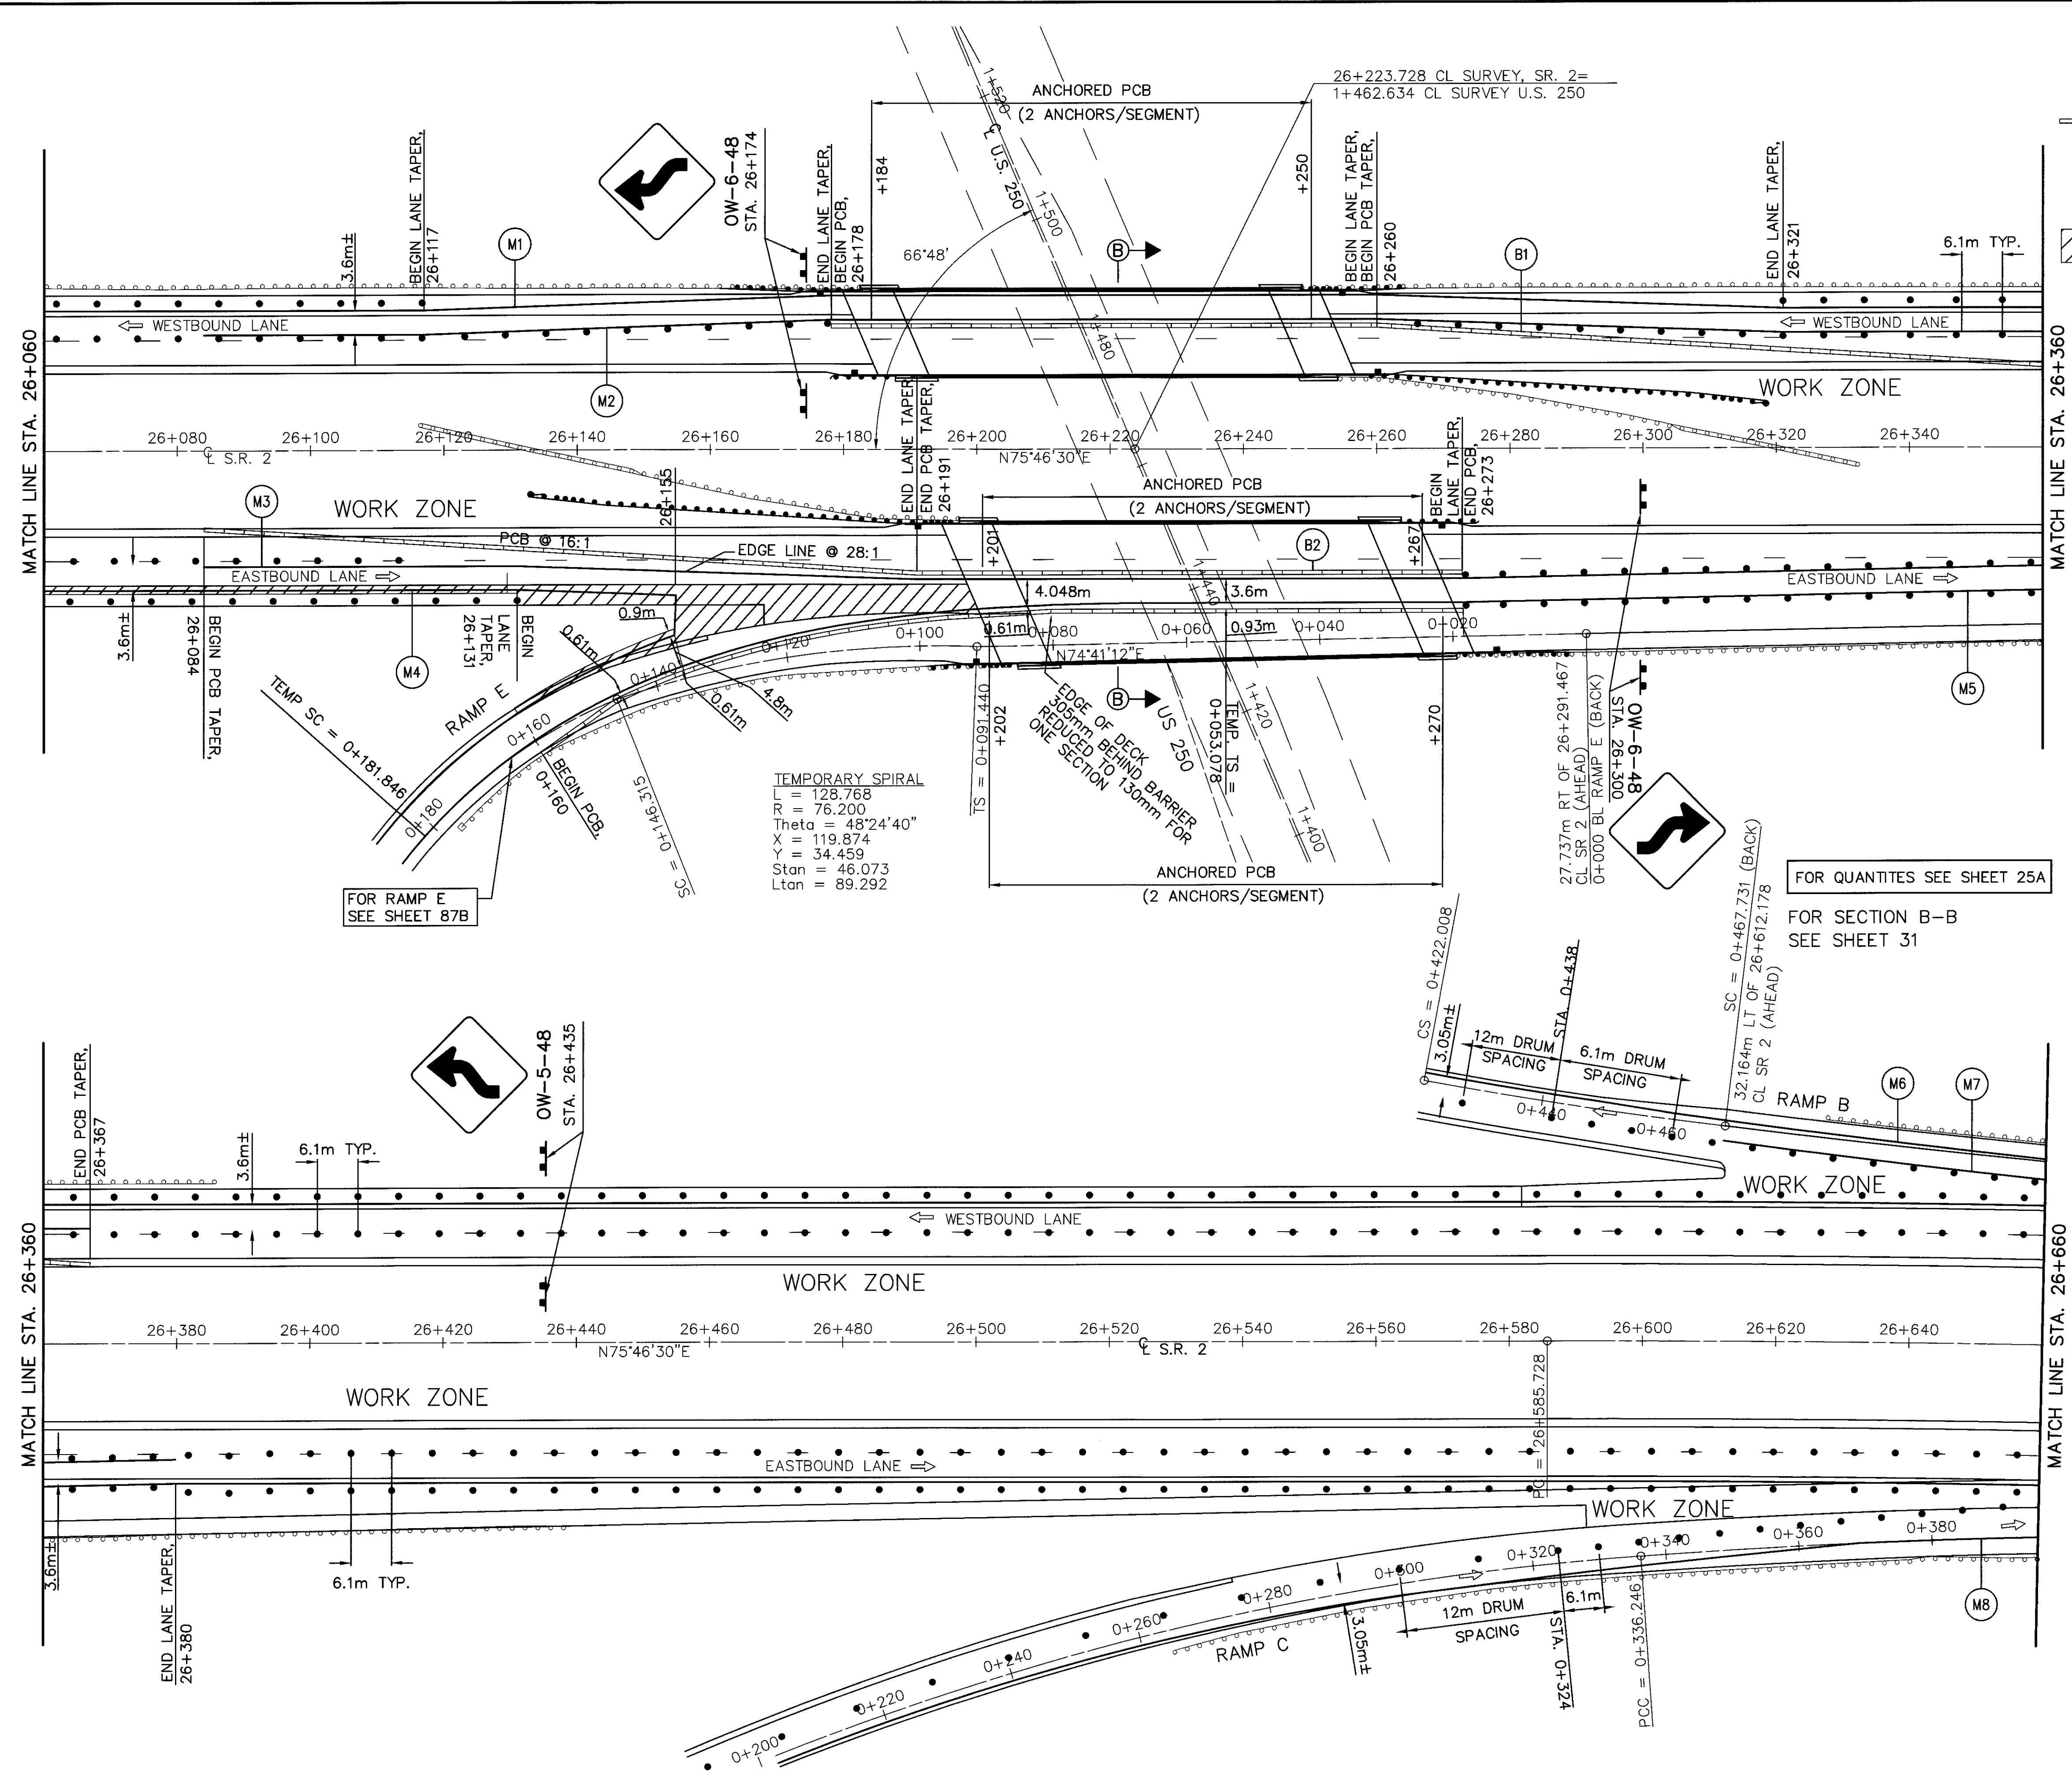 26+223.728 CL SURVEY, SR. 2=
1+462.634 CL SURVEY U.S. 250
ANCHORED PCB
(2 ANCHORS/SEGMENT)
1+520
℄ U.S. 250
1+500
1+480
66°48'
+184
+250
OW-6-48
STA. 26+174
BEGIN LANE TAPER,
26+117
3.6m±
M1
END LANE TAPER,
BEGIN PCB,
26+178
B
BEGIN LANE TAPER,
BEGIN PCB TAPER,
26+260
B1
END LANE TAPER,
26+321
6.1m TYP.
WESTBOUND LANE
WESTBOUND LANE
MATCH LINE STA. 26+060
MATCH LINE STA. 26+360
M2
WORK ZONE
26+080
26+100
26+120
26+140
26+160
26+180
26+200
26+220
26+240
26+260
26+280
26+300
26+320
26+340
℄ S.R. 2
N75°46'30"E
END LANE TAPER,
END PCB TAPER,
26+191
26+155
ANCHORED PCB
(2 ANCHORS/SEGMENT)
BEGIN
LANE TAPER,
END PCB,
26+273
M3
WORK ZONE
PCB @ 16:1
EDGE LINE @ 28:1
+201
B2
+267
EASTBOUND LANE
EASTBOUND LANE
3.6m±
4.048m
3.6m
1+440
0.9m
0.61m
0.61m
0.93m
0+020
0+040
0+060
0+080
0+100
0+120
0+140
0+160
0+180
N74°41'12"E
BEGIN PCB TAPER,
26+084
M4
BEGIN
LANE
TAPER,
26+131
RAMP E
TEMP SC = 0+181.846
0.61m
4.8m
BEGIN PCB,
0+160
SC = 0+146.315
TS = 0+091.440
+202
EDGE OF DECK
305mm BEHIND BARRIER
REDUCED TO 130mm FOR
ONE SECTION
B
US 250
TEMP. TS =
0+053.078
1+420
1+400
+270
27.737m RT OF 26+291.467
CL SR 2 (AHEAD)
0+000 BL RAMP E (BACK)
OW-6-48
STA. 26+300
M5
TEMPORARY SPIRAL
L = 128.768
R = 76.200
Theta = 48°24'40"
X = 119.874
Y = 34.459
Stan = 46.073
Ltan = 89.292
ANCHORED PCB
(2 ANCHORS/SEGMENT)
FOR RAMP E
SEE SHEET 87B
FOR QUANTITES SEE SHEET 25A
FOR SECTION B-B
SEE SHEET 31
CS = 0+422.008
3.05m±
12m DRUM
SPACING
STA. 0+438
6.1m DRUM
SPACING
SC = 0+467.731 (BACK)
32.164m LT OF 26+612.178
CL SR 2 (AHEAD)
RAMP B
M6
M7
0+440
0+460
WORK ZONE
END PCB TAPER,
26+367
3.6m±
6.1m TYP.
OW-5-48
STA. 26+435
WESTBOUND LANE
WORK ZONE
MATCH LINE STA. 26+360
MATCH LINE STA. 26+660
26+380
26+400
26+420
26+440
26+460
26+480
26+500
26+520
26+540
26+560
26+580
26+600
26+620
26+640
N75°46'30"E
℄ S.R. 2
PC = 26+585.728
WORK ZONE
EASTBOUND LANE
WORK ZONE
3.6m±
END LANE TAPER,
26+380
6.1m TYP.
0+200
0+220
0+240
0+260
0+280
0+300
0+320
0+340
0+360
0+380
RAMP C
3.05m±
12m DRUM
SPACING
6.1m
STA. 0+324
PCC = 0+336.246
M8